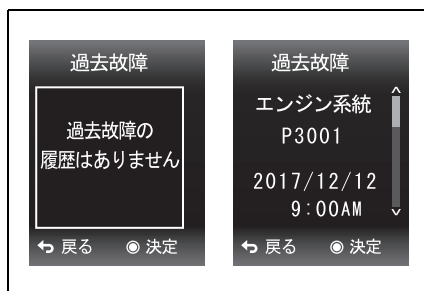 過去故障
過去故障の
履歴はありません
戻る ◉ 決定
過去故障
エンジン系統
P3001
2017/12/12
9:00AM
戻る ◉ 決定